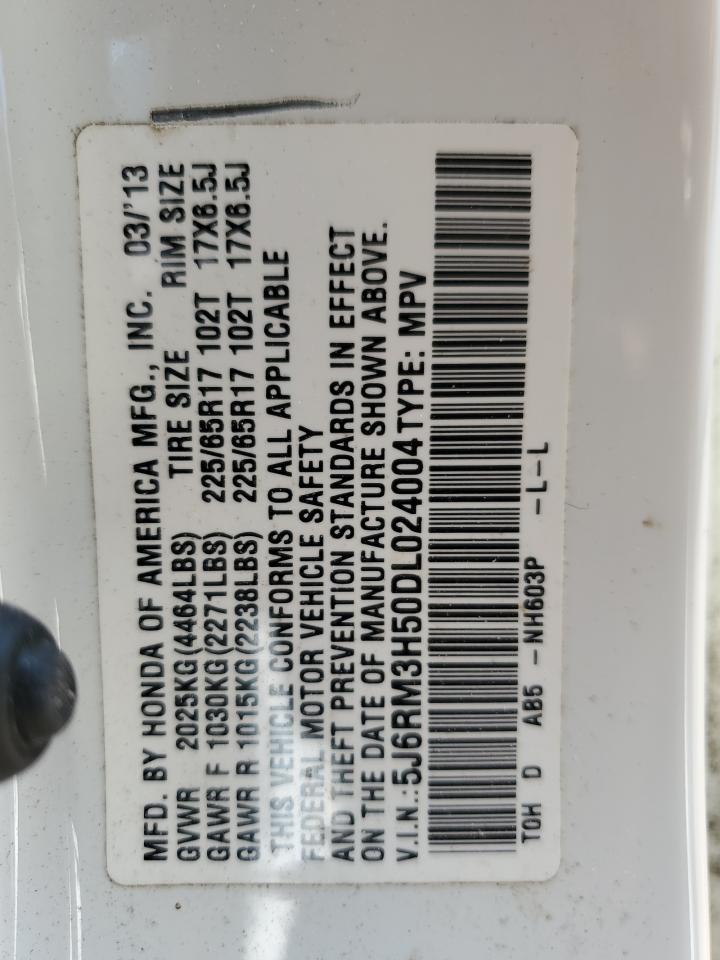 MFD. BY HONDA OF AMERICA MFG., INC. 03/'13
TIRE SIZE RIM SIZE
GVWR 2025KG(4464LBS)
GAWR F 1030KG(2271LBS) 225/65R17 102T 17X6.5J
GAWR R 1015KG(2238LBS) 225/65R17 102T 17X6.5J
THIS VEHICLE CONFORMS TO ALL APPLICABLE
FEDERAL MOTOR VEHICLE SAFETY
AND THEFT PREVENTION STANDARDS IN EFFECT
ON THE DATE OF MANUFACTURE SHOWN ABOVE.
V.I.N.:5J6RM3H50DL024004 TYPE: MPV
TOH D AB5 -NH603P -L-L